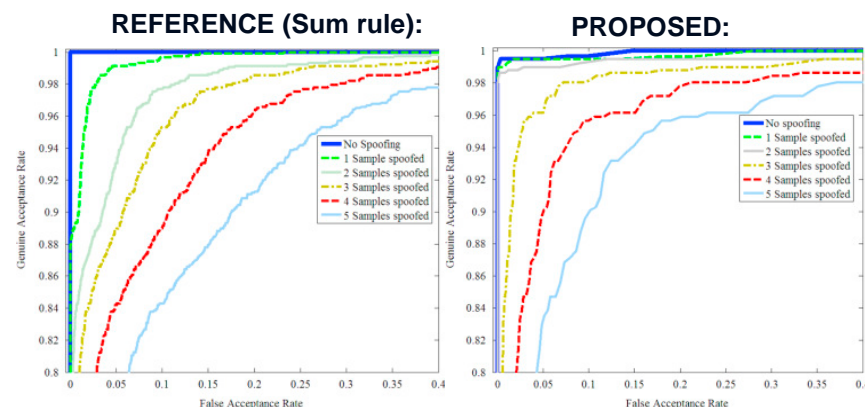 REFERENCE (Sum rule):
PROPOSED:
1
0.98
0.96
0.94
0.92
0.9
0.88
0.86
0.84
0.82
0.8
Genuine Acceptance Rate
No Spoofing
1 Sample spoofed
2 Samples spoofed
3 Samples spoofed
4 Samples spoofed
5 Samples spoofed
0 0.05 0.1 0.15 0.2 0.25 0.3 0.35 0.4
False Acceptance Rate
1
0.98
0.96
0.94
0.92
0.9
0.88
0.86
0.84
0.82
0.8
Genuine Acceptance Rate
No spoofing
1 Sample spoofed
2 Samples spoofed
3 Samples spoofed
4 Samples spoofed
5 Samples spoofed
0 0.05 0.1 0.15 0.2 0.25 0.3 0.35
False Acceptance Rate